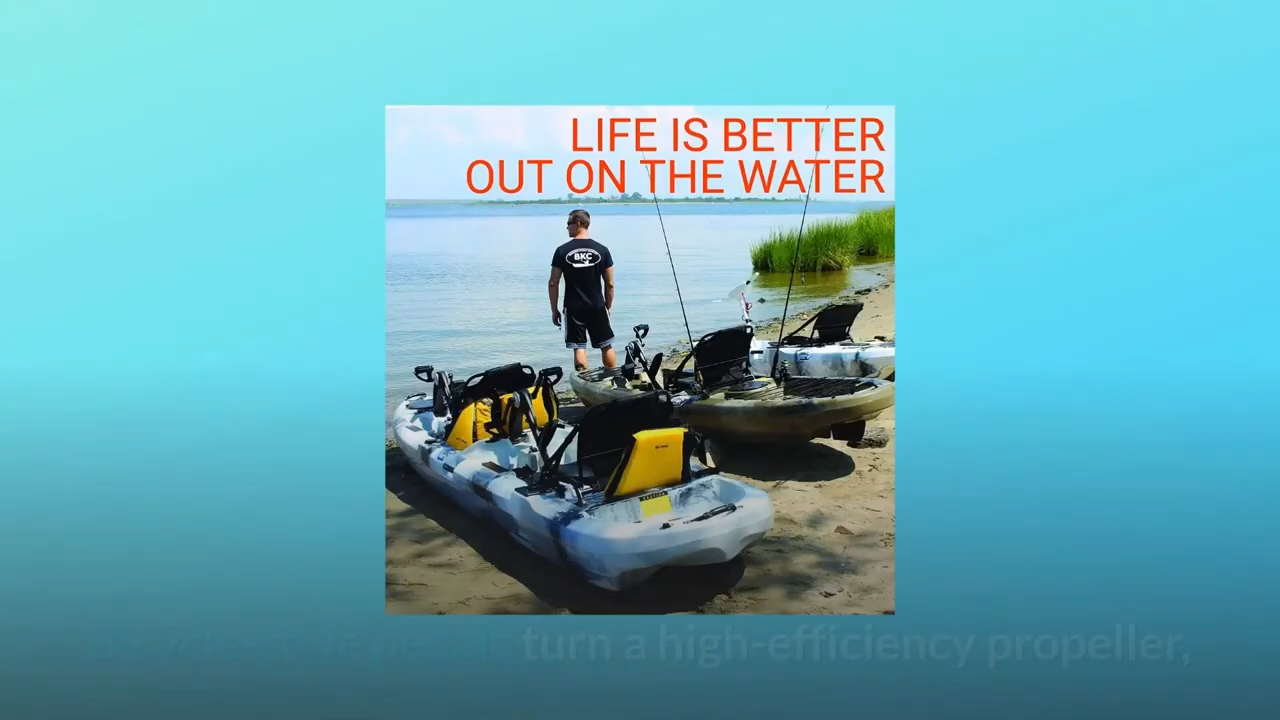 LIFE IS BETTER
OUT ON THE WATER
BKC
turn a high-efficiency propeller,